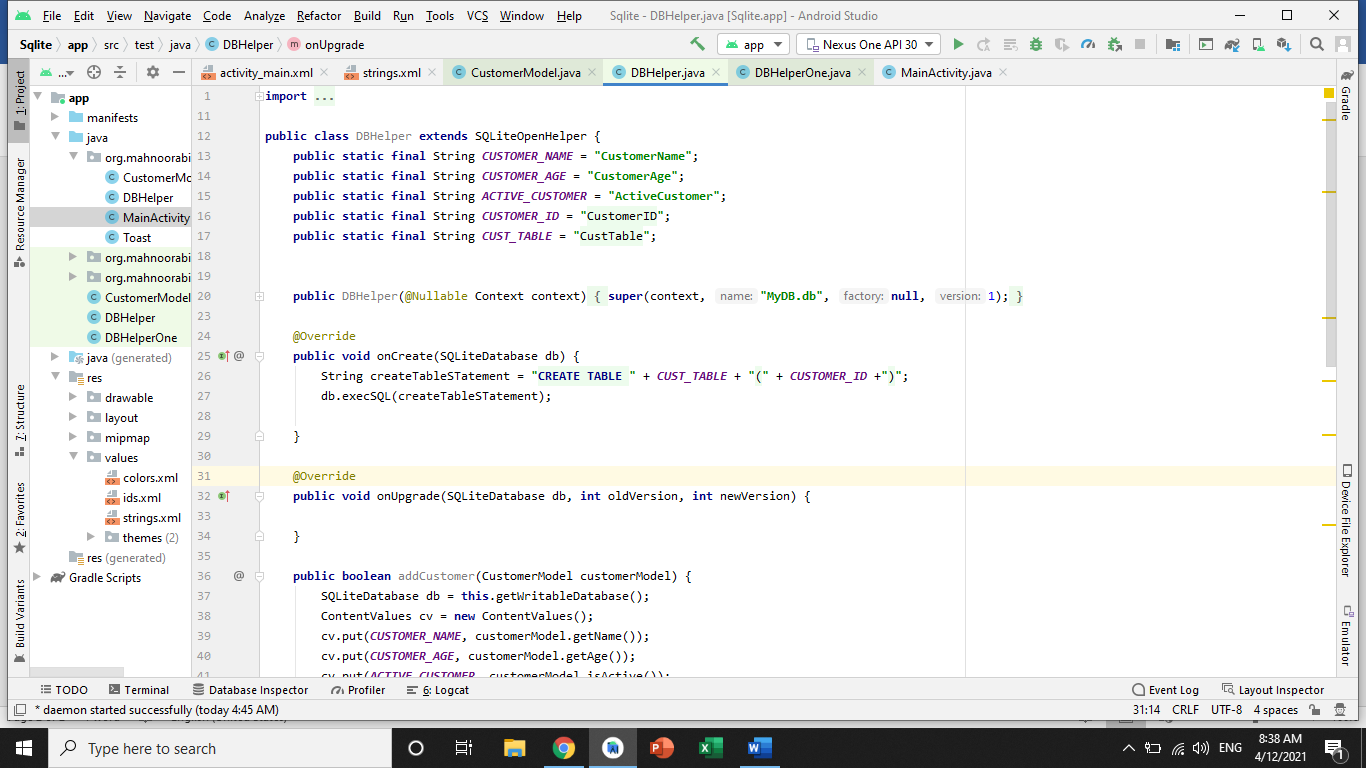 File Edit View Navigate Code Analyze Refactor Build Run Tools VCS Window Help Sqlite - DBHelper.java [Sqlite.app] - Android Studio
Sqlite app src test java DBHelper onUpgrade app Nexus One API 30
1: Project ... activity_main.xml strings.xml CustomerModel.java DBHelper.java DBHelperOne.java MainActivity.java
Resource Manager
7: Structure
2: Favorites
Build Variants
app
manifests
java
org.mahnoorabi
CustomerMo
DBHelper
MainActivity
Toast
org.mahnoorabi
org.mahnoorabi
CustomerModel
DBHelper
DBHelperOne
java (generated)
res
drawable
layout
mipmap
values
colors.xml
ids.xml
strings.xml
themes (2)
res (generated)
Gradle Scripts
1 import ...
11
12 public class DBHelper extends SQLiteOpenHelper {
13 public static final String CUSTOMER_NAME = "CustomerName";
14 public static final String CUSTOMER_AGE = "CustomerAge";
15 public static final String ACTIVE_CUSTOMER = "ActiveCustomer";
16 public static final String CUSTOMER_ID = "CustomerID";
17 public static final String CUST_TABLE = "CustTable";
18
19
20 public DBHelper(@Nullable Context context) { super(context, name: "MyDB.db", factory: null, version: 1); }
23
24 @Override
25 @ public void onCreate(SQLiteDatabase db) {
26 String createTableSTatement = "CREATE TABLE " + CUST_TABLE + "(" + CUSTOMER_ID +")";
27 db.execSQL(createTableSTatement);
28
29 }
30
31 @Override
32 public void onUpgrade(SQLiteDatabase db, int oldVersion, int newVersion) {
33
34 }
35
36 @ public boolean addCustomer(CustomerModel customerModel) {
37 SQLiteDatabase db = this.getWritableDatabase();
38 ContentValues cv = new ContentValues();
39 cv.put(CUSTOMER_NAME, customerModel.getName());
40 cv.put(CUSTOMER_AGE, customerModel.getAge());
41 cv.put(ACTIVE_CUSTOMER, customerModel.isActive());
Gradle
Device File Explorer
Emulator
TODO Terminal Database Inspector Profiler 6: Logcat Event Log Layout Inspector
* daemon started successfully (today 4:45 AM) 31:14 CRLF UTF-8 4 spaces
Type here to search ENG 8:38 AM
4/12/2021 1